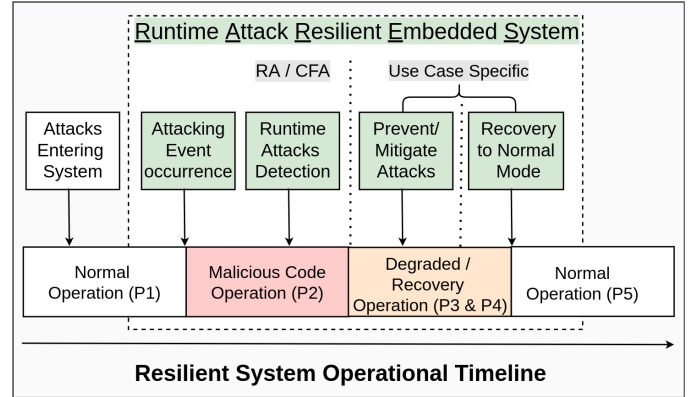 Runtime Attack Resilient Embedded System
RA / CFA
Use Case Specific
Attacks
Entering
System
Attacking
Event
occurrence
Runtime
Attacks
Detection
Prevent/
Mitigate
Attacks
Recovery
to Normal
Mode
Normal
Operation (P1)
Malicious Code
Operation (P2)
Degraded /
Recovery
Operation (P3 & P4)
Normal
Operation (P5)
Resilient System Operational Timeline